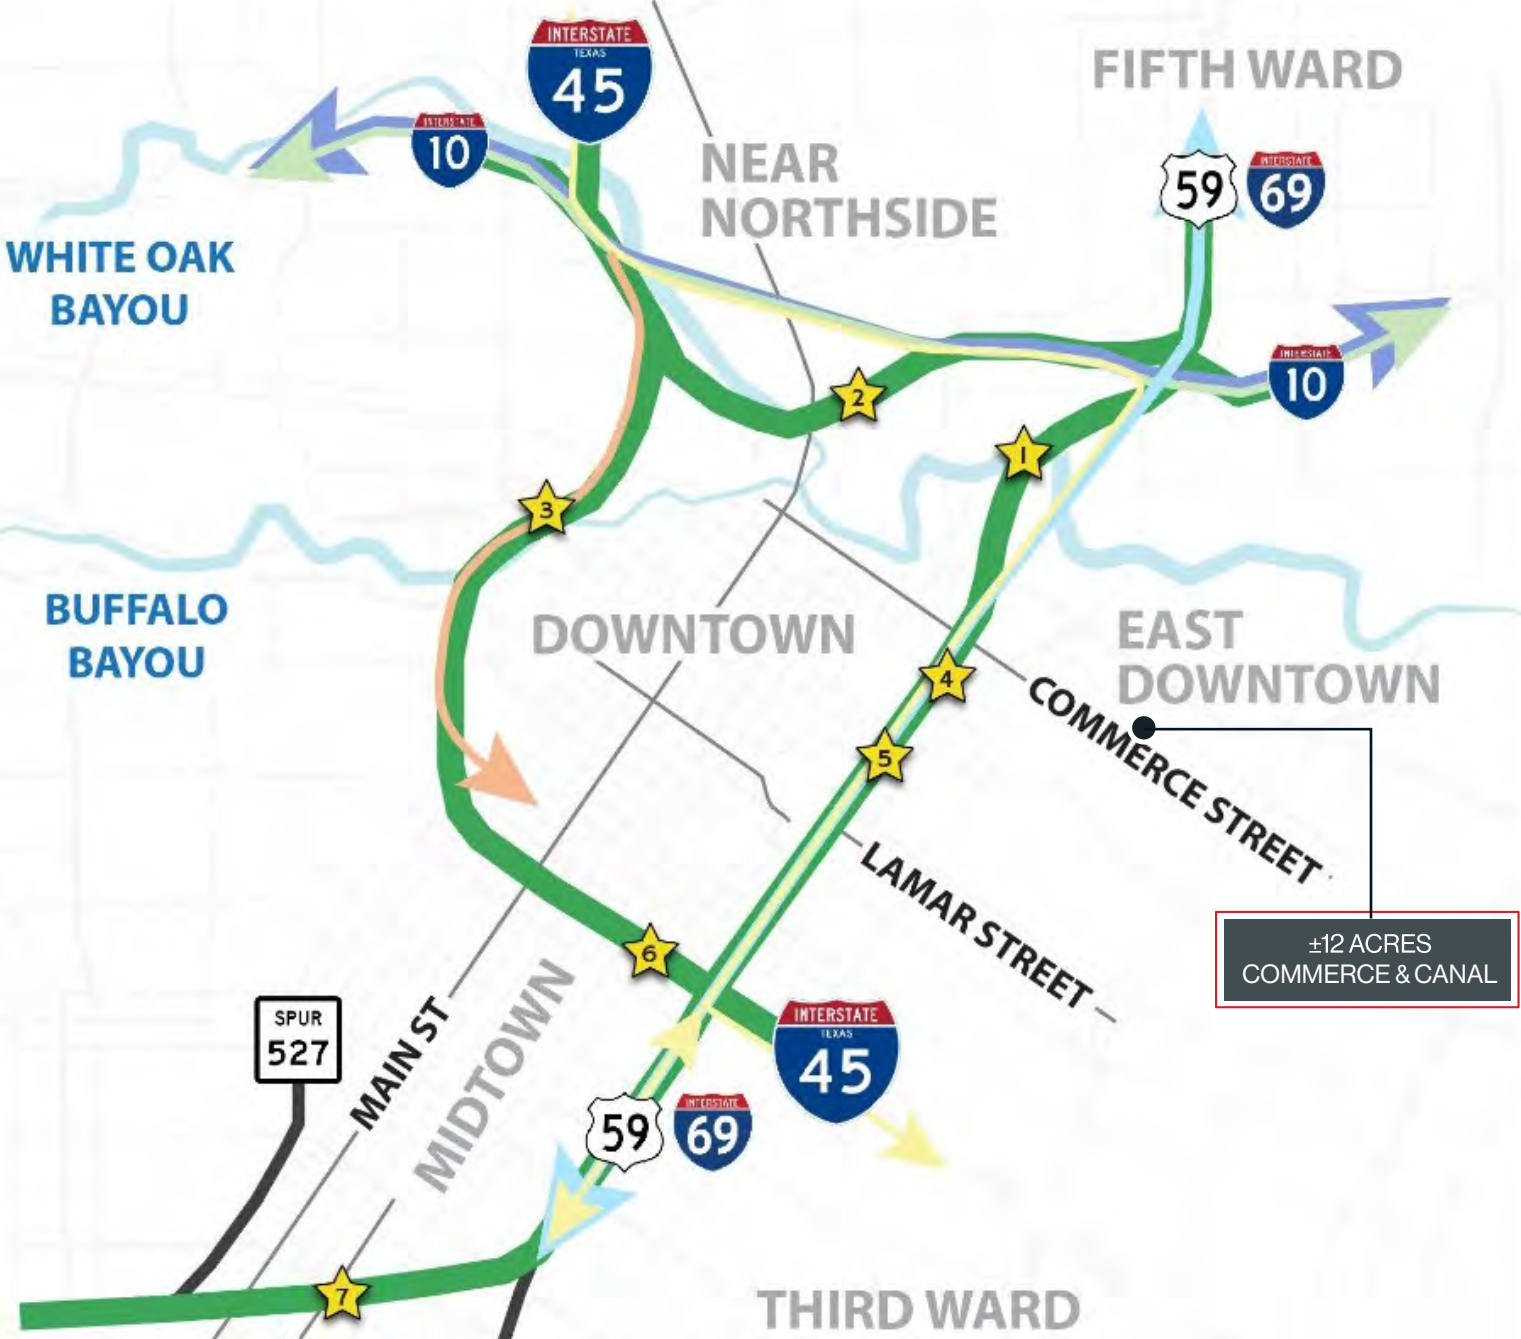 INTERSTATE
TEXAS
45
FIFTH WARD
INTERSTATE
10
NEAR
NORTHSIDE
59
INTERSTATE
69
WHITE OAK
BAYOU
INTERSTATE
10
2
1
3
BUFFALO
BAYOU
DOWNTOWN
EAST
DOWNTOWN
4
COMMERCE STREET
5
LAMAR STREET
±12 ACRES
COMMERCE & CANAL
6
MIDTOWN
MAIN ST
SPUR
527
INTERSTATE
TEXAS
45
59
INTERSTATE
69
7
THIRD WARD